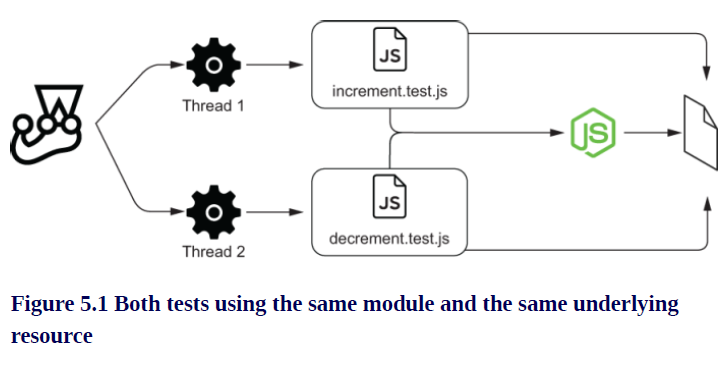 JS
increment.test.js
Thread 1
JS
JS
decrement.test.js
Thread 2
Figure 5.1 Both tests using the same module and the same underlying
resource